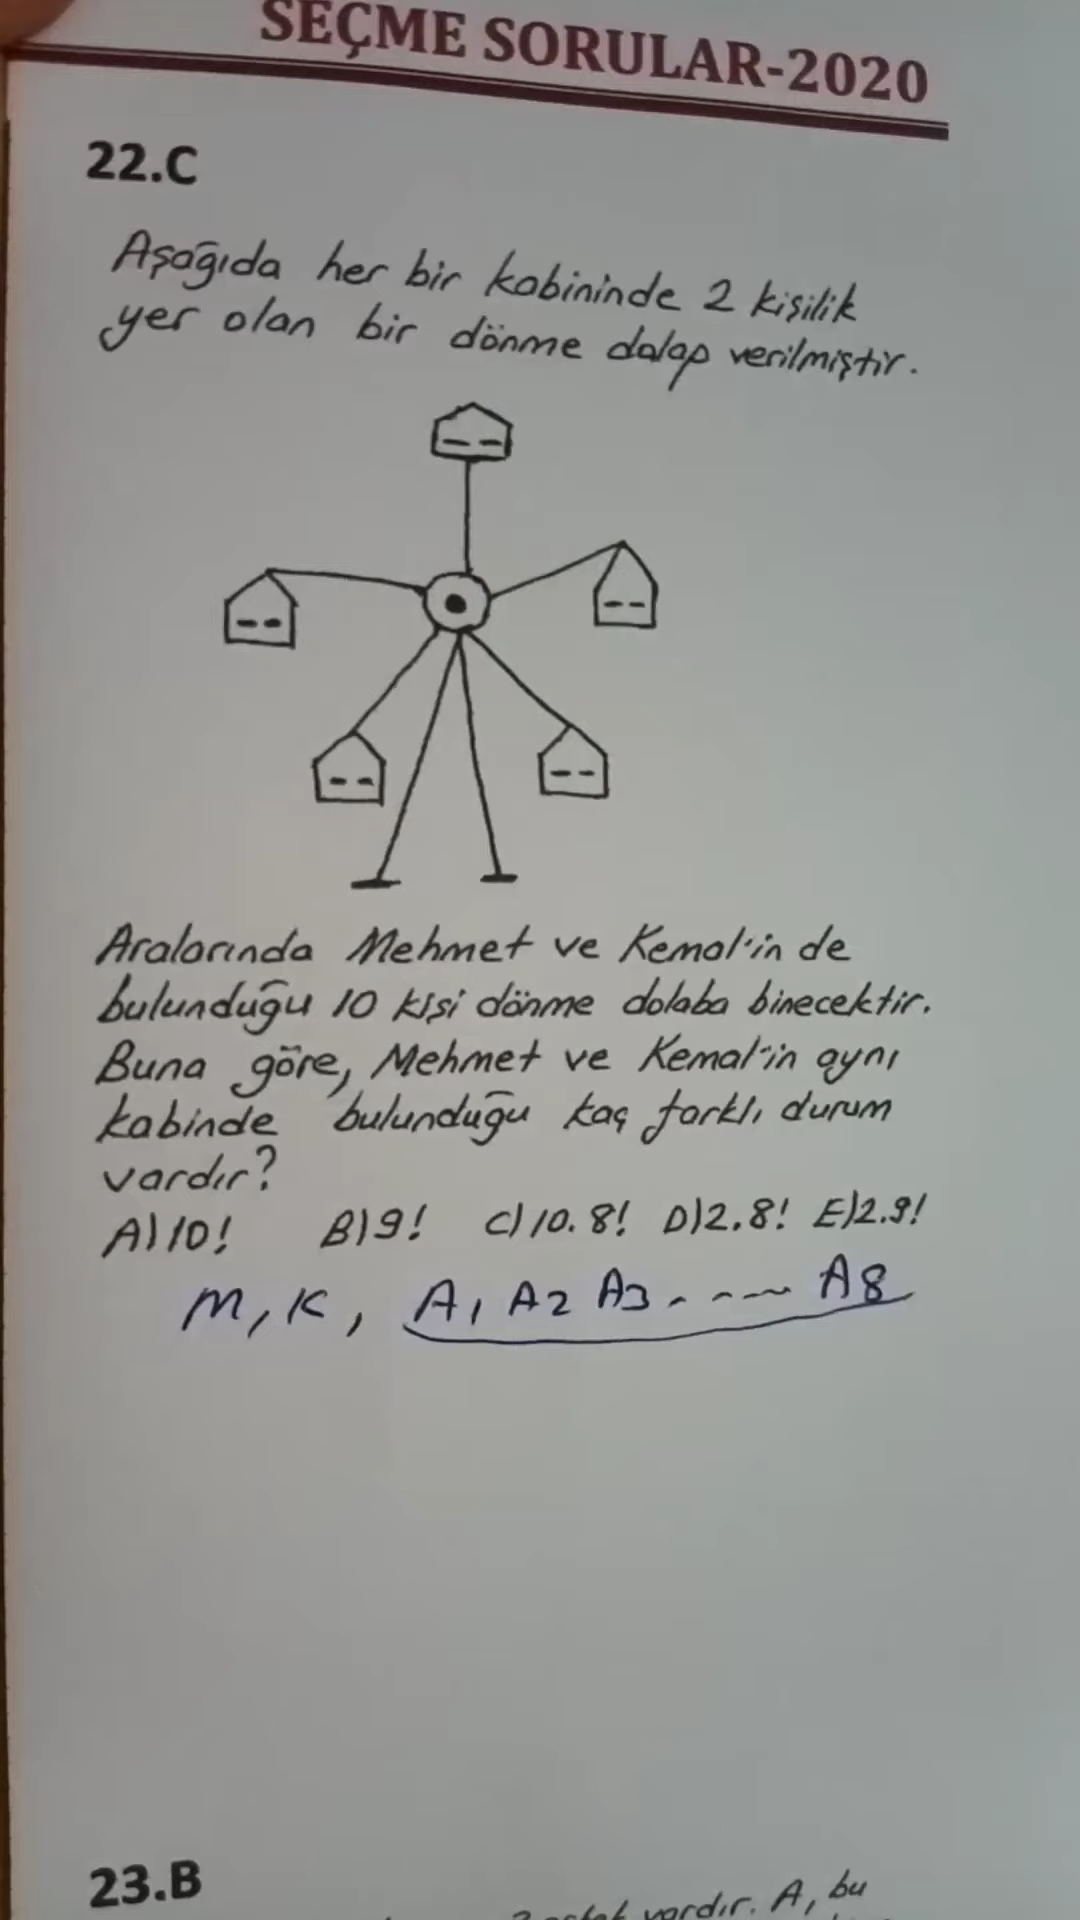 SEÇME SORULAR-2020
22.C
Aşağıda her bir kabininde 2 kişilik
yer olan bir dönme dolap verilmiştir.
Aralarında Mehmet ve Kemal'in de
bulunduğu 10 kişi dönme dolaba binecektir.
Buna göre, Mehmet ve Kemal'in aynı
kabinde bulunduğu kaç farklı durum
vardır?
A) 10! B) 9! C) 10.8! D) 2.8! E) 2.9!
M, K, A1 A2 A3 ..... A8
23.B
vardır. A, bu